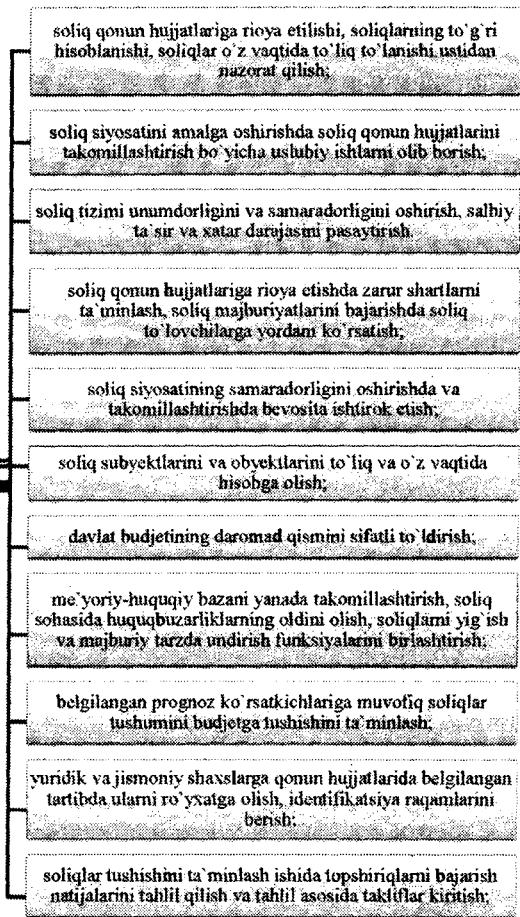 soliq qonun hujjatlariga rioya etilishi, soliqlarning to`g`ri
hisoblanishi, soliqlar o`z vaqtida to`liq to`lanishi ustidan
nazorat qilish;
soliq siyosatini amalga oshirishda soliq qonun hujjatlarini
takomillashtirish bo`yicha uslubiy ishlarni olib borish;
soliq tizimi unumdorligini va samaradorligini oshirish, salbiy
ta`sir va xatar darajasini pasaytirish.
soliq qonun hujjatlariga rioya etishda zarur shartlarni
ta`minlash, soliq majburiyatlarini bajarishda soliq
to`lovchilarga yordam ko`rsatish;
soliq siyosatining samaradorligini oshirishda va
takomillashtirishda bevosita ishtirok etish;
soliq subyektlarini va obyektlarini to`liq va o`z vaqtida
hisobga olish;
davlat budjetining daromad qismini sifatli to`ldirish;
me`yoriy-huquqiy bazani yanada takomillashtirish, soliq
sohasida huquqbuzarliklarning oldini olish, soliqlarni yig`ish
va majburiy tarzda undirish funksiyalarini birlashtirish;
belgilangan prognoz ko`rsatkichlariga muvofiq soliqlar
tushumini budjetga tushishini ta`minlash;
yuridik va jismoniy shaxslarga qonun hujjatlarida belgilangan
tartibda ularni ro`yxatga olish, identifikatsiya raqamlarini
berish;
soliqlar tushishini ta`minlash ishida topshiriqlarni bajarish
natijalarini tahlil qilish va tahlil asosida takliflar kiritish;